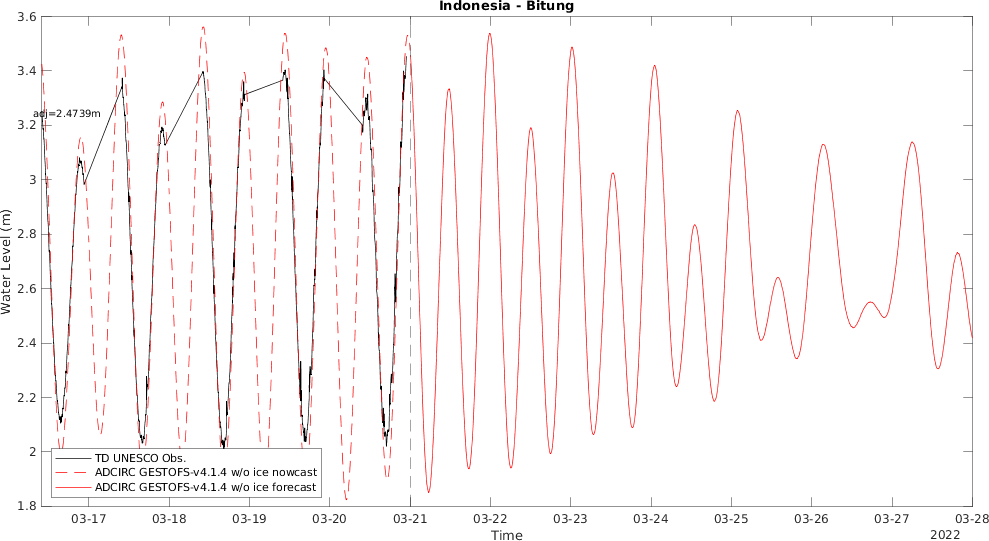 Indonesia - Bitung
3.6
3.4
adj=2.4739m
3.2
3
2.8
Water Level (m)
2.6
2.4
2.2
2
1.8
TD UNESCO Obs.
ADCIRC GESTOFS-v4.1.4 w/o ice nowcast
ADCIRC GESTOFS-v4.1.4 w/o ice forecast
03-17 03-18 03-19 03-20 03-21 03-22 03-23 03-24 03-25 03-26 03-27 03-28
Time
2022